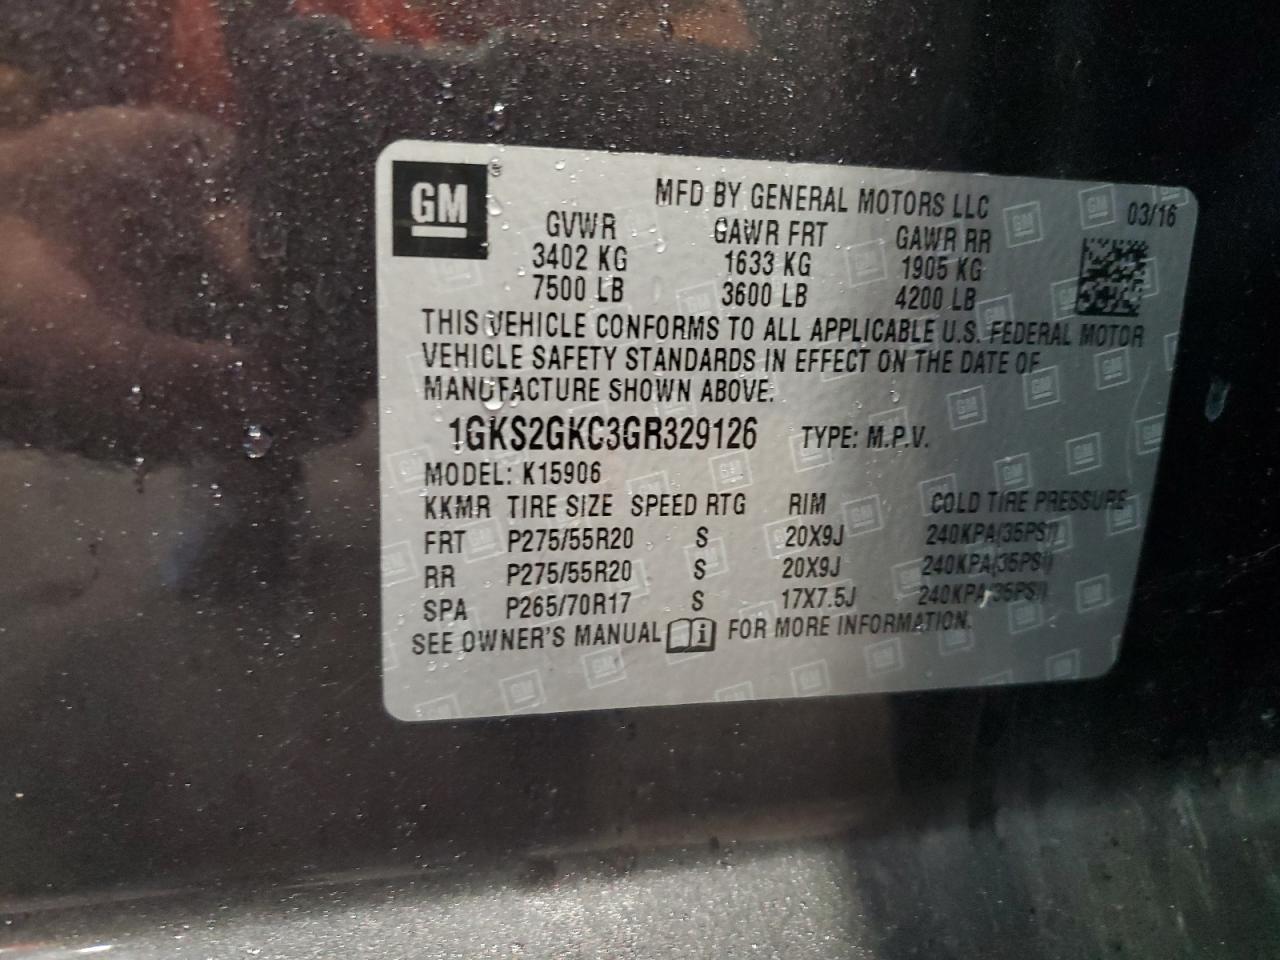 GM
MFD BY GENERAL MOTORS LLC
03/16
GVWR GAWR FRT GAWR RR
3402 KG 1633 KG 1905 KG
7500 LB 3600 LB 4200 LB
THIS VEHICLE CONFORMS TO ALL APPLICABLE U.S. FEDERAL MOTOR
VEHICLE SAFETY STANDARDS IN EFFECT ON THE DATE OF
MANUFACTURE SHOWN ABOVE:
1GKS2GKC3GR329126 TYPE: M.P.V.
MODEL: K15906
KKMR TIRE SIZE SPEED RTG RIM COLD TIRE PRESSURE
FRT P275/55R20 S 20X9J 240KPA(35PSI)
RR P275/55R20 S 20X9J 240KPA(35PSI)
SPA P265/70R17 S 17X7.5J 240KPA(35PSI)
SEE OWNER'S MANUAL i FOR MORE INFORMATION.